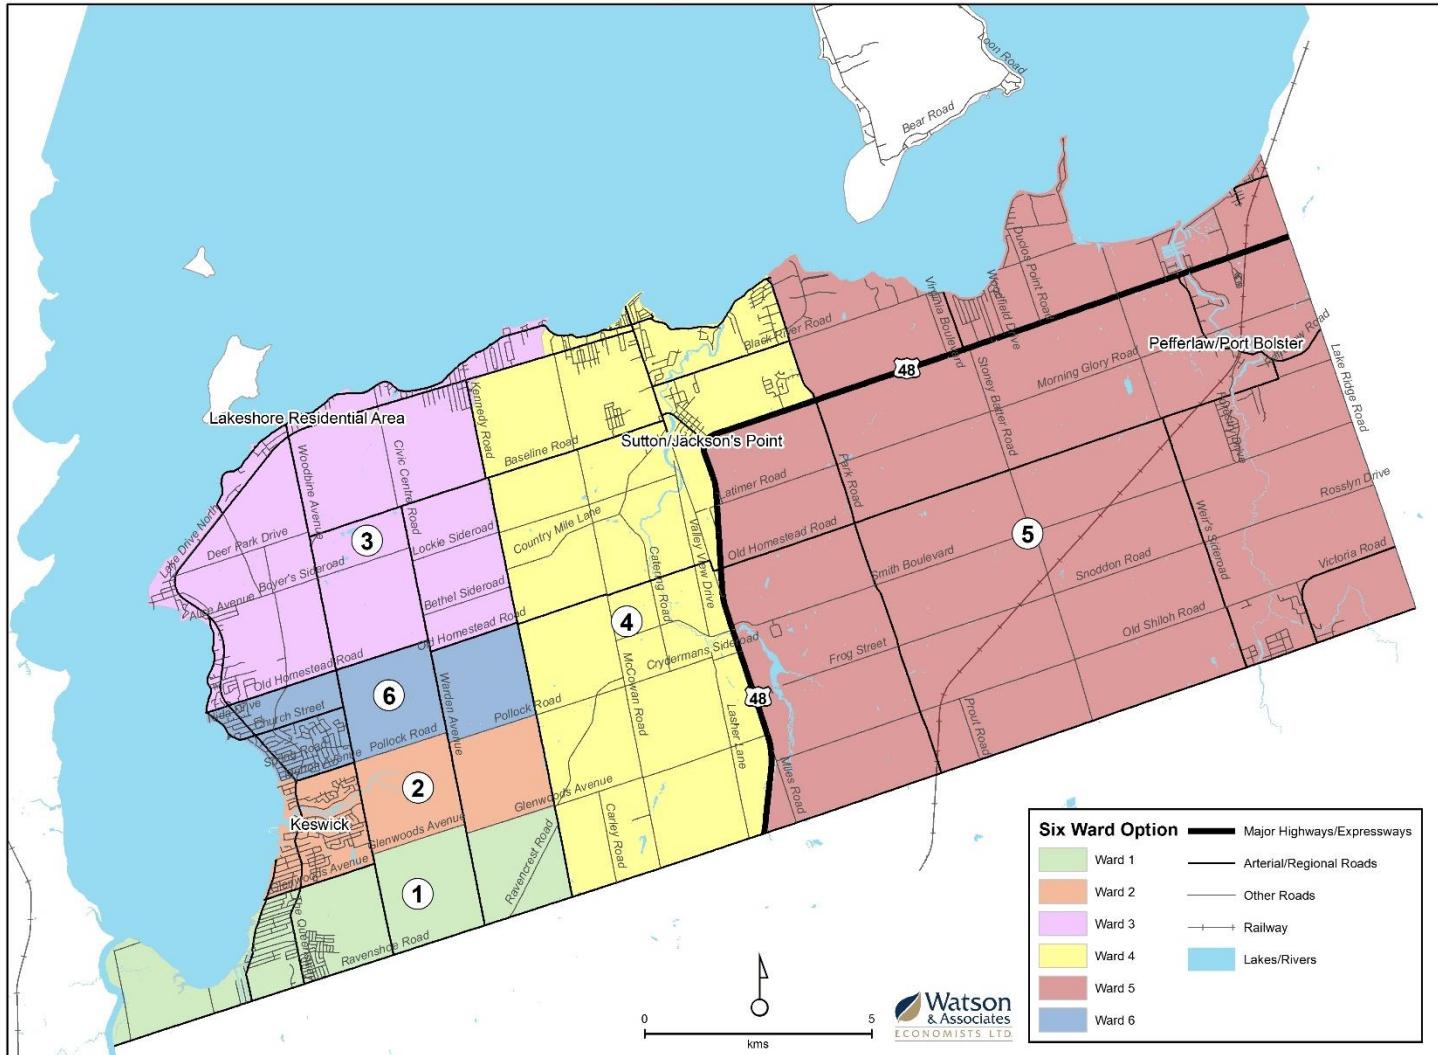 Loon Road
Bear Road
Duclos Point Road
Virginia Boulevard
Woodfield Drive
Black River Road
Pefferlaw/Port Bolster
Lake Ridge Road
Morning Glory Road
Stoney Batter Road
48
Kennedy Road
Lakeshore Residential Area
Baseline Road
Sutton/Jackson's Point
Woodbine Avenue
Civic Centre Road
Park Road
Latimer Road
Rosslyn Drive
Lake Drive North
Deer Park Drive
3
Lockie Sideroad
Country Mile Lane
Valley View Drive
Old Homestead Road
5
Weir's Sideroad
Boyer's Sideroad
Alice Avenue
Bethel Sideroad
Catering Road
Smith Boulevard
Snoddon Road
Victoria Road
Old Homestead Road
4
Old Shiloh Road
Old Homestead Road
Crydermans Sideroad
Frog Street
McCowan Road
6
Warden Avenue
48
Church Street
Pollock Road
Pollock Road
Lasher Lane
Prout Road
Miles Road
2
Glenwoods Avenue
Keswick
Glenwoods Avenue
Carley Road
Ravencrest Road
Glenwoods Avenue
1
Ravenshoe Road
Six Ward Option
Ward 1
Ward 2
Ward 3
Ward 4
Ward 5
Ward 6
Major Highways/Expressways
Arterial/Regional Roads
Other Roads
Railway
Lakes/Rivers
0 5
kms
Watson
& Associates
ECONOMISTS LTD.